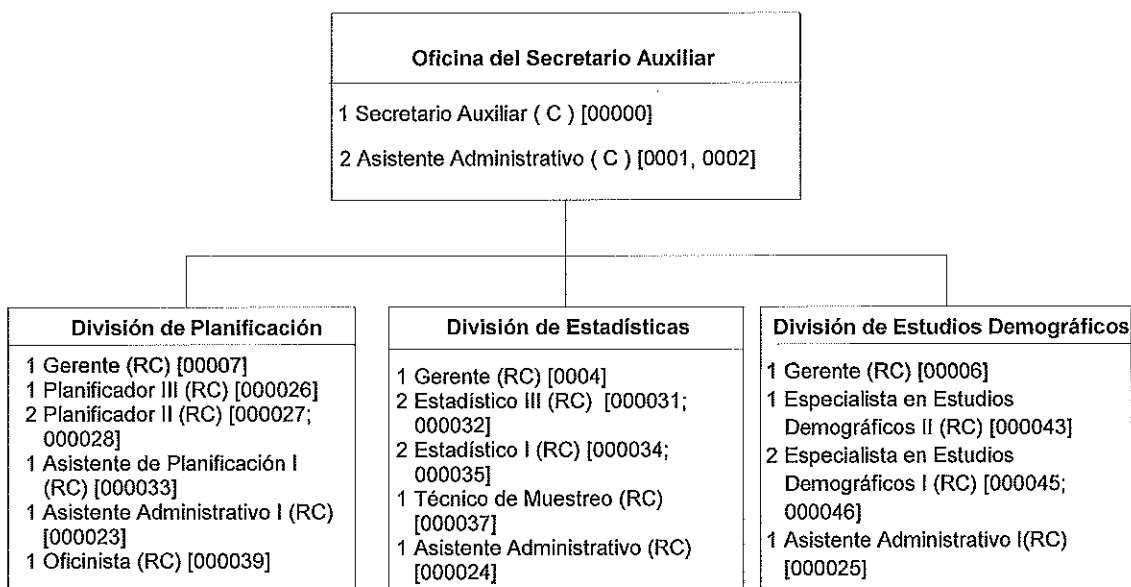 Oficina del Secretario Auxiliar
1 Secretario Auxiliar ( C ) [00000]
2 Asistente Administrativo ( C ) [0001, 0002]
División de Planificación
1 Gerente (RC) [00007]
1 Planificador III (RC) [000026]
2 Planificador II (RC) [000027;
000028]
1 Asistente de Planificación I
(RC) [000033]
1 Asistente Administrativo I (RC)
[000023]
1 Oficinista (RC) [000039]
División de Estadísticas
1 Gerente (RC) [0004]
2 Estadístico III (RC) [000031;
000032]
2 Estadístico I (RC) [000034;
000035]
1 Técnico de Muestreo (RC)
[000037]
1 Asistente Administrativo (RC)
[000024]
División de Estudios Demográficos
1 Gerente (RC) [00006]
1 Especialista en Estudios
Demográficos II (RC) [000043]
2 Especialista en Estudios
Demográficos I (RC) [000045;
000046]
1 Asistente Administrativo I(RC)
[000025]